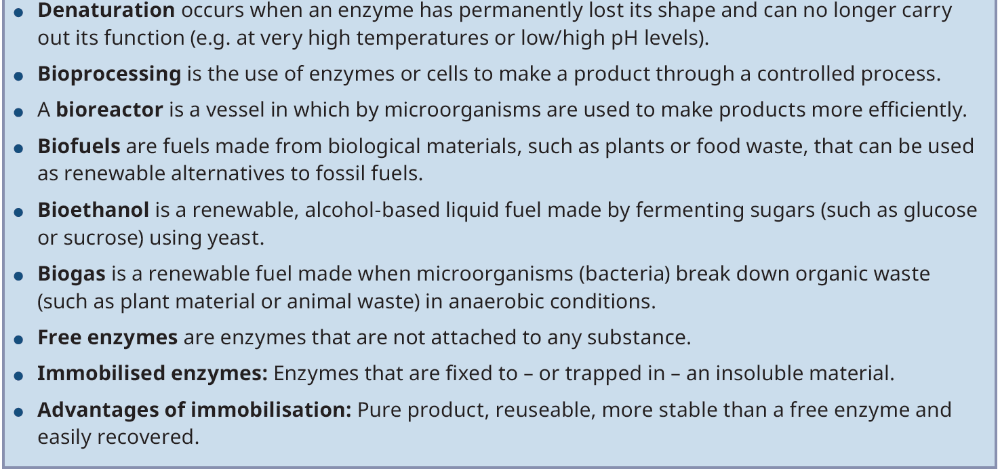 • Denaturation occurs when an enzyme has permanently lost its shape and can no longer carry
out its function (e.g. at very high temperatures or low/high pH levels).
• Bioprocessing is the use of enzymes or cells to make a product through a controlled process.
• A bioreactor is a vessel in which by microorganisms are used to make products more efficiently.
• Biofuels are fuels made from biological materials, such as plants or food waste, that can be used
as renewable alternatives to fossil fuels.
• Bioethanol is a renewable, alcohol-based liquid fuel made by fermenting sugars (such as glucose
or sucrose) using yeast.
• Biogas is a renewable fuel made when microorganisms (bacteria) break down organic waste
(such as plant material or animal waste) in anaerobic conditions.
• Free enzymes are enzymes that are not attached to any substance.
• Immobilised enzymes: Enzymes that are fixed to – or trapped in – an insoluble material.
• Advantages of immobilisation: Pure product, reuseable, more stable than a free enzyme and
easily recovered.